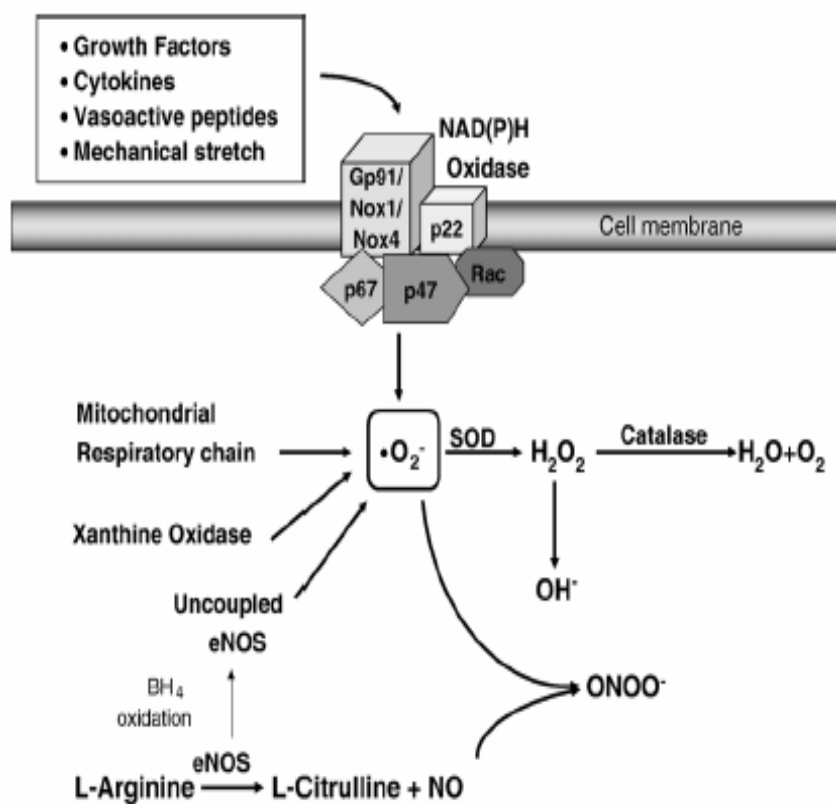 • Growth Factors
• Cytokines
• Vasoactive peptides
• Mechanical stretch
NAD(P)H
Oxidase
Gp91/
Nox1/
Nox4
p22
Cell membrane
p67
p47
Rac
Mitochondrial
Respiratory chain
•O₂⁻
SOD
H₂O₂
Catalase
H₂O+O₂
Xanthine Oxidase
OH⁻
Uncoupled
eNOS
BH₄
oxidation
ONOO⁻
eNOS
L-Arginine
L-Citrulline + NO